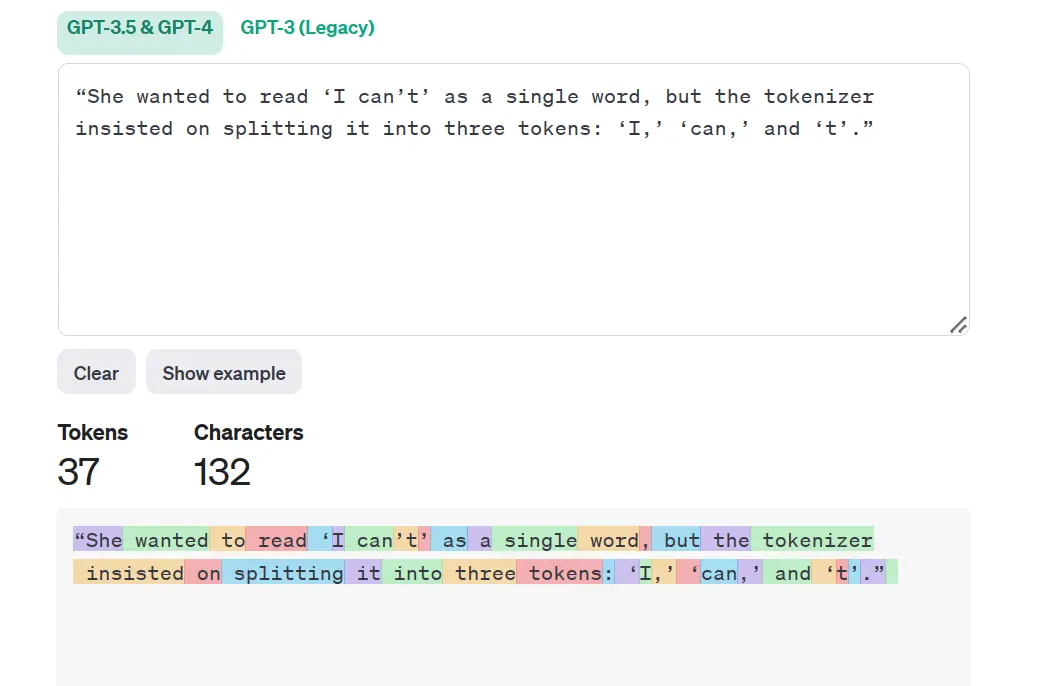 GPT-3.5 & GPT-4 GPT-3 (Legacy)
“She wanted to read ‘I can’t’ as a single word, but the tokenizer
insisted on splitting it into three tokens: ‘I,’ ‘can,’ and ‘t’.”
Clear Show example
Tokens Characters
37 132
“She wanted to read ‘I can’t’ as a single word, but the tokenizer
insisted on splitting it into three tokens: ‘I,’ ‘can,’ and ‘t’.”